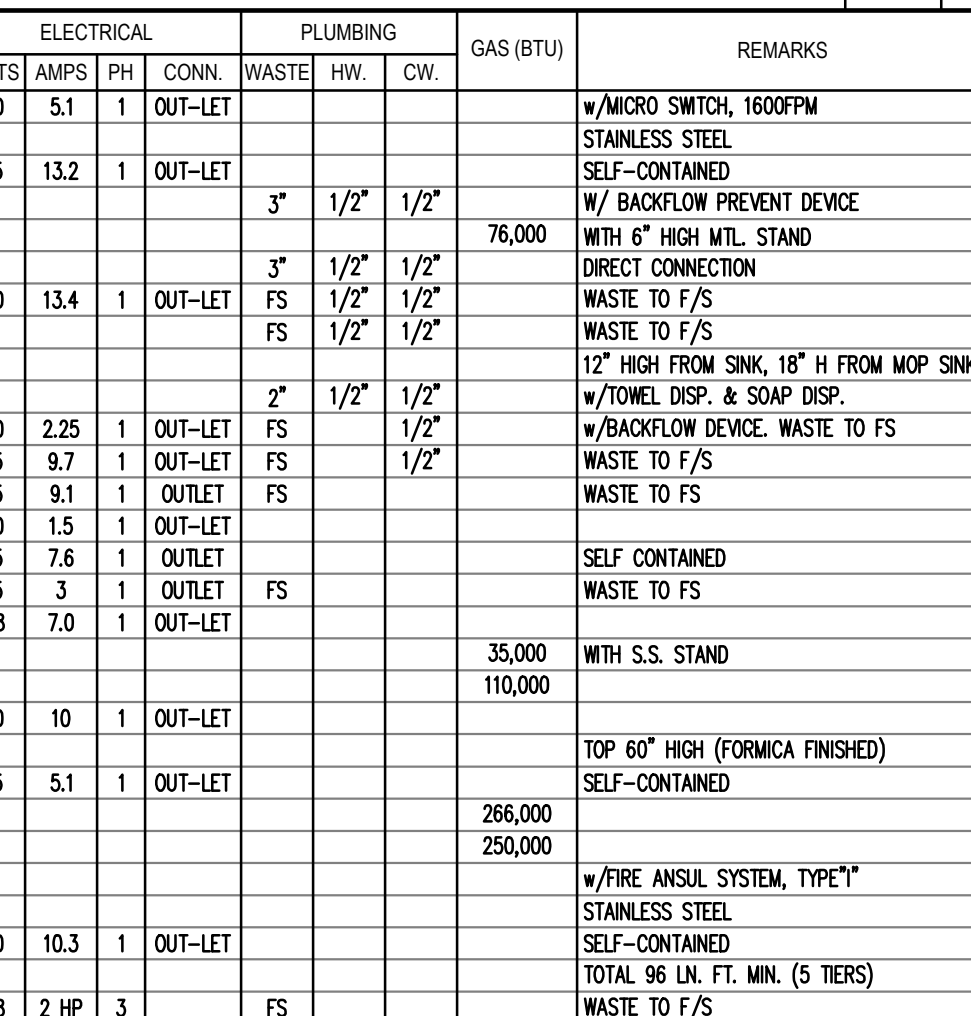 ELECTRICAL PLUMBING GAS (BTU) REMARKS
AMPS PH CONN. WASTE HW. CW.
5.1 1 OUT-LET w/MICRO SWITCH, 1600FPM
STAINLESS STEEL
13.2 1 OUT-LET SELF-CONTAINED
3" 1/2" 1/2" W/ BACKFLOW PREVENT DEVICE
76,000 WITH 6" HIGH MTL. STAND
3" 1/2" 1/2" DIRECT CONNECTION
13.4 1 OUT-LET FS 1/2" 1/2" WASTE TO F/S
FS 1/2" 1/2" WASTE TO F/S
12" HIGH FROM SINK, 18" H FROM MOP SINK
2" 1/2" 1/2" w/TOWEL DISP. & SOAP DISP.
2.25 1 OUT-LET FS 1/2" w/BACKFLOW DEVICE. WASTE TO FS
9.7 1 OUT-LET FS 1/2" WASTE TO F/S
9.1 1 OUTLET FS WASTE TO FS
1.5 1 OUT-LET
7.6 1 OUTLET SELF CONTAINED
3 1 OUTLET FS WASTE TO FS
7.0 1 OUT-LET
35,000 WITH S.S. STAND
110,000
10 1 OUT-LET
TOP 60" HIGH (FORMICA FINISHED)
5.1 1 OUT-LET SELF-CONTAINED
266,000
250,000
w/FIRE ANSUL SYSTEM, TYPE"I"
STAINLESS STEEL
10.3 1 OUT-LET SELF-CONTAINED
TOTAL 96 LN. FT. MIN. (5 TIERS)
2 HP 3 FS WASTE TO F/S